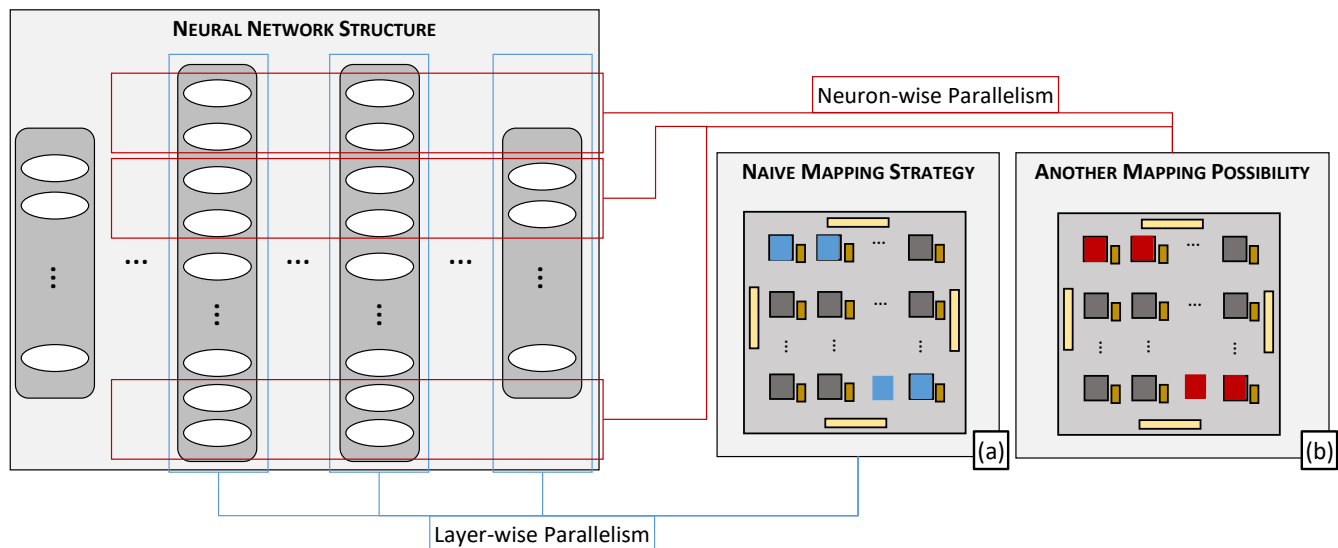 NEURAL NETWORK STRUCTURE
Neuron-wise Parallelism
NAIVE MAPPING STRATEGY
ANOTHER MAPPING POSSIBILITY
... ... ...
...
...
...
...
... ...
... ...
... ... ... ...
(a)
(b)
Layer-wise Parallelism